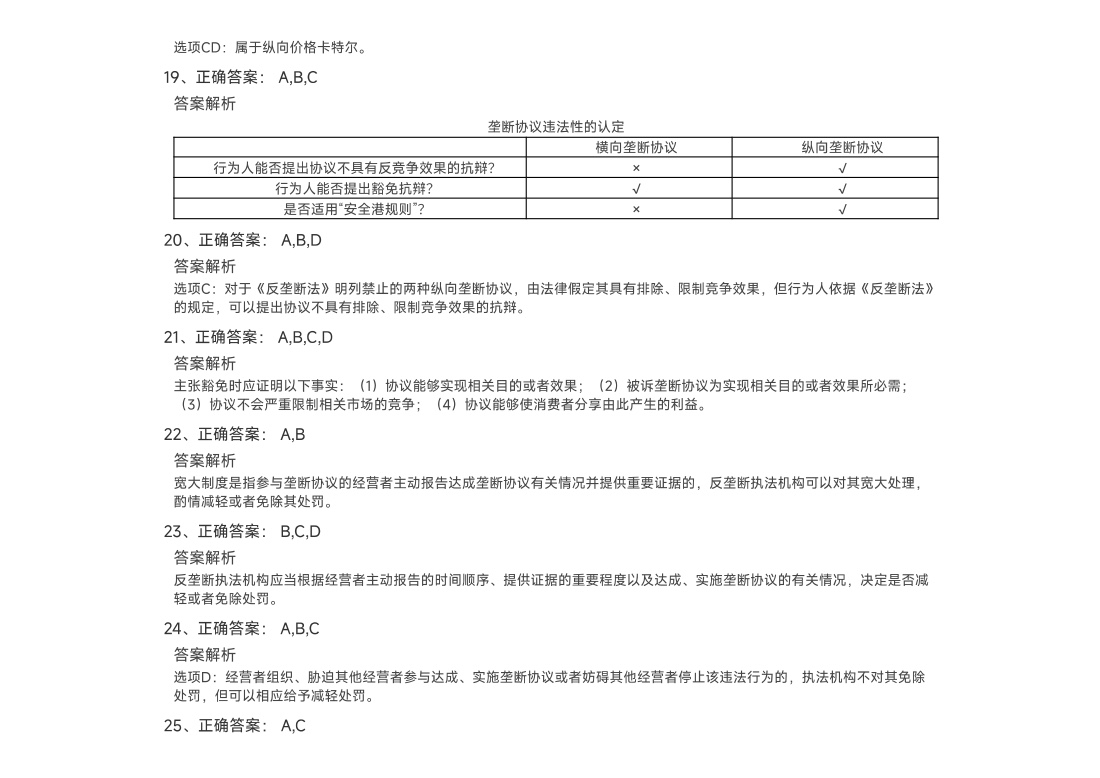 选项CD：属于纵向价格卡特尔。
19、正确答案： A,B,C
答案解析
垄断协议违法性的认定
横向垄断协议 纵向垄断协议
行为人能否提出协议不具有反竞争效果的抗辩？ × √
行为人能否提出豁免抗辩？ √ √
是否适用“安全港规则”？ × √
20、正确答案： A,B,D
答案解析
选项C：对于《反垄断法》明列禁止的两种纵向垄断协议，由法律假定其具有排除、限制竞争效果，但行为人依据《反垄断法》
的规定，可以提出协议不具有排除、限制竞争效果的抗辩。
21、正确答案： A,B,C,D
答案解析
主张豁免时应证明以下事实：（1）协议能够实现相关目的或者效果；（2）被诉垄断协议为实现相关目的或者效果所必需；
（3）协议不会严重限制相关市场的竞争；（4）协议能够使消费者分享由此产生的利益。
22、正确答案： A,B
答案解析
宽大制度是指参与垄断协议的经营者主动报告达成垄断协议有关情况并提供重要证据的，反垄断执法机构可以对其宽大处理，
酌情减轻或者免除其处罚。
23、正确答案： B,C,D
答案解析
反垄断执法机构应当根据经营者主动报告的时间顺序、提供证据的重要程度以及达成、实施垄断协议的有关情况，决定是否减
轻或者免除处罚。
24、正确答案： A,B,C
答案解析
选项D：经营者组织、胁迫其他经营者参与达成、实施垄断协议或者妨碍其他经营者停止该违法行为的，执法机构不对其免除
处罚，但可以相应给予减轻处罚。
25、正确答案： A,C